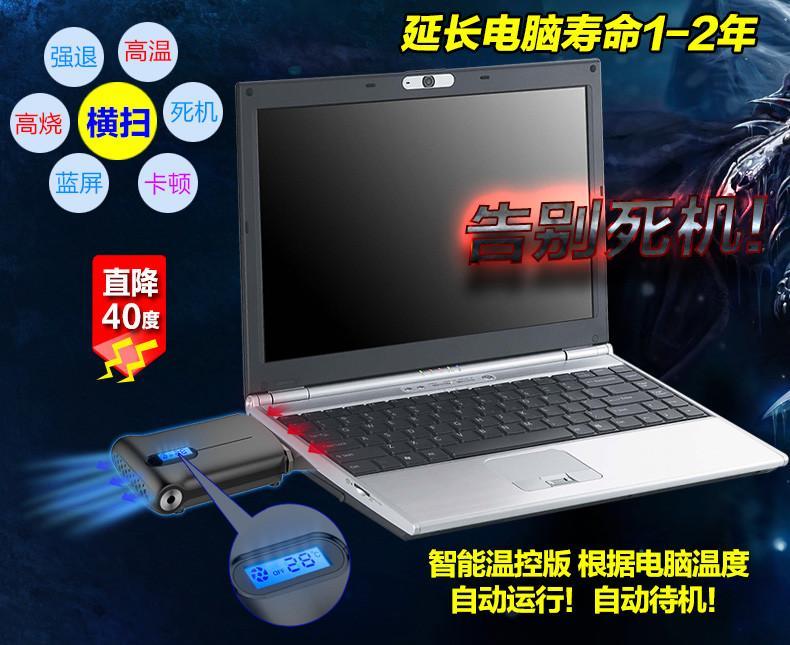 延长电脑寿命1-2年
强退
高温
高烧
横扫
死机
蓝屏
卡顿
告别死机!
直降
40度
OFF 28℃
智能温控版 根据电脑温度
自动运行! 自动待机!